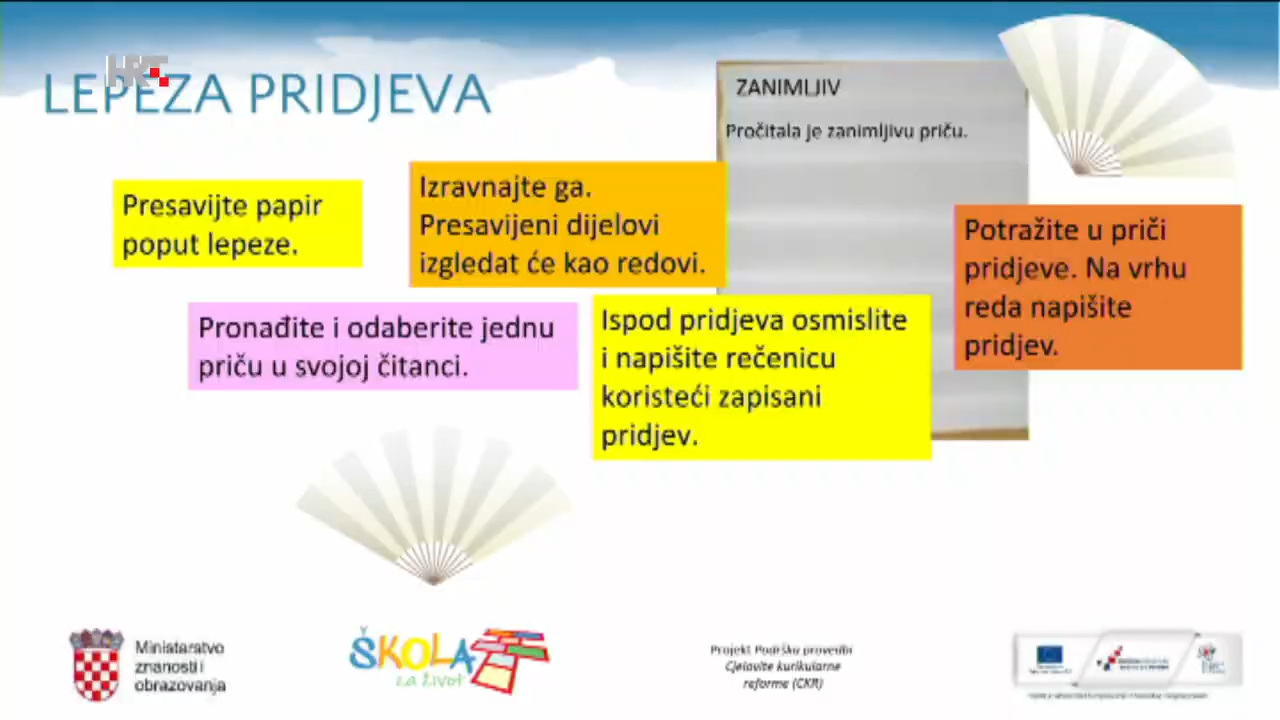 HRT
LEPEZA PRIDJEVA
ZANIMLJIV
Pročitala je zanimljivu priču.
Presavijte papir
poput lepeze.
Izravnajte ga.
Presavijeni dijelovi
izgledat će kao redovi.
Potražite u priči
pridjeve. Na vrhu
reda napišite
pridjev.
Pronađite i odaberite jednu
priču u svojoj čitanci.
Ispod pridjeva osmislite
i napišite rečenicu
koristeći zapisani
pridjev.
Ministarstvo
znanosti i
obrazovanja
ŠKOLA
za život
Projekt Podrška provedbi
Cjelovite kurikularne
reforme (CKR)